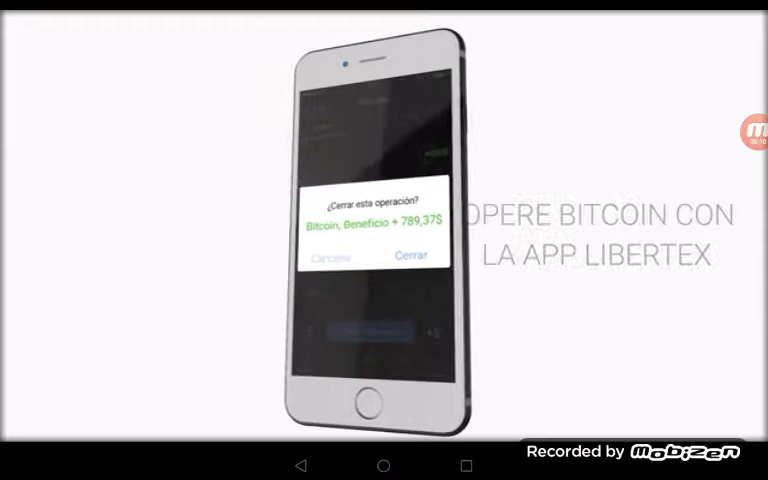 ¿Cerrar esta operación?
Bitcoin, Beneficio + 789,37$
Cancelar
Cerrar
OPERE BITCOIN CON
LA APP LIBERTEX
Recorded by Mobizen